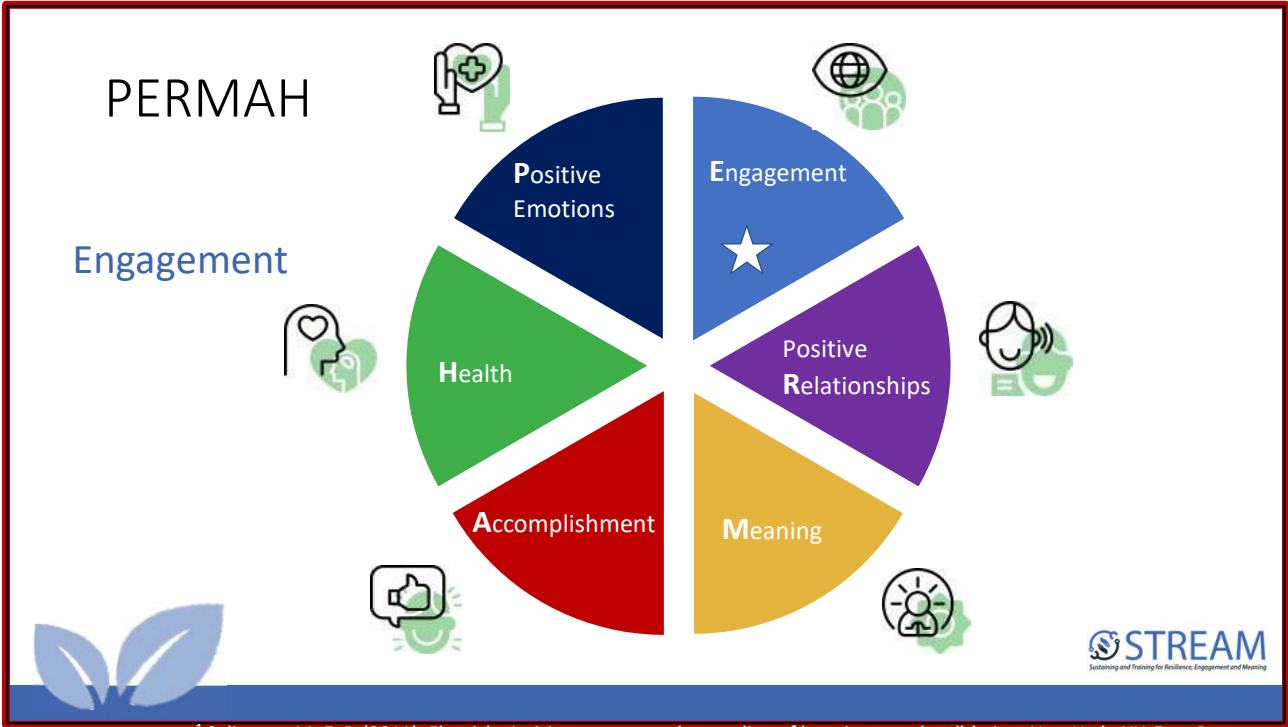 PERMAH
Engagement
Positive
Emotions
Engagement
Positive
Relationships
Meaning
Accomplishment
Health
STREAM
Sustaining and Training for Resilience, Engagement and Meaning